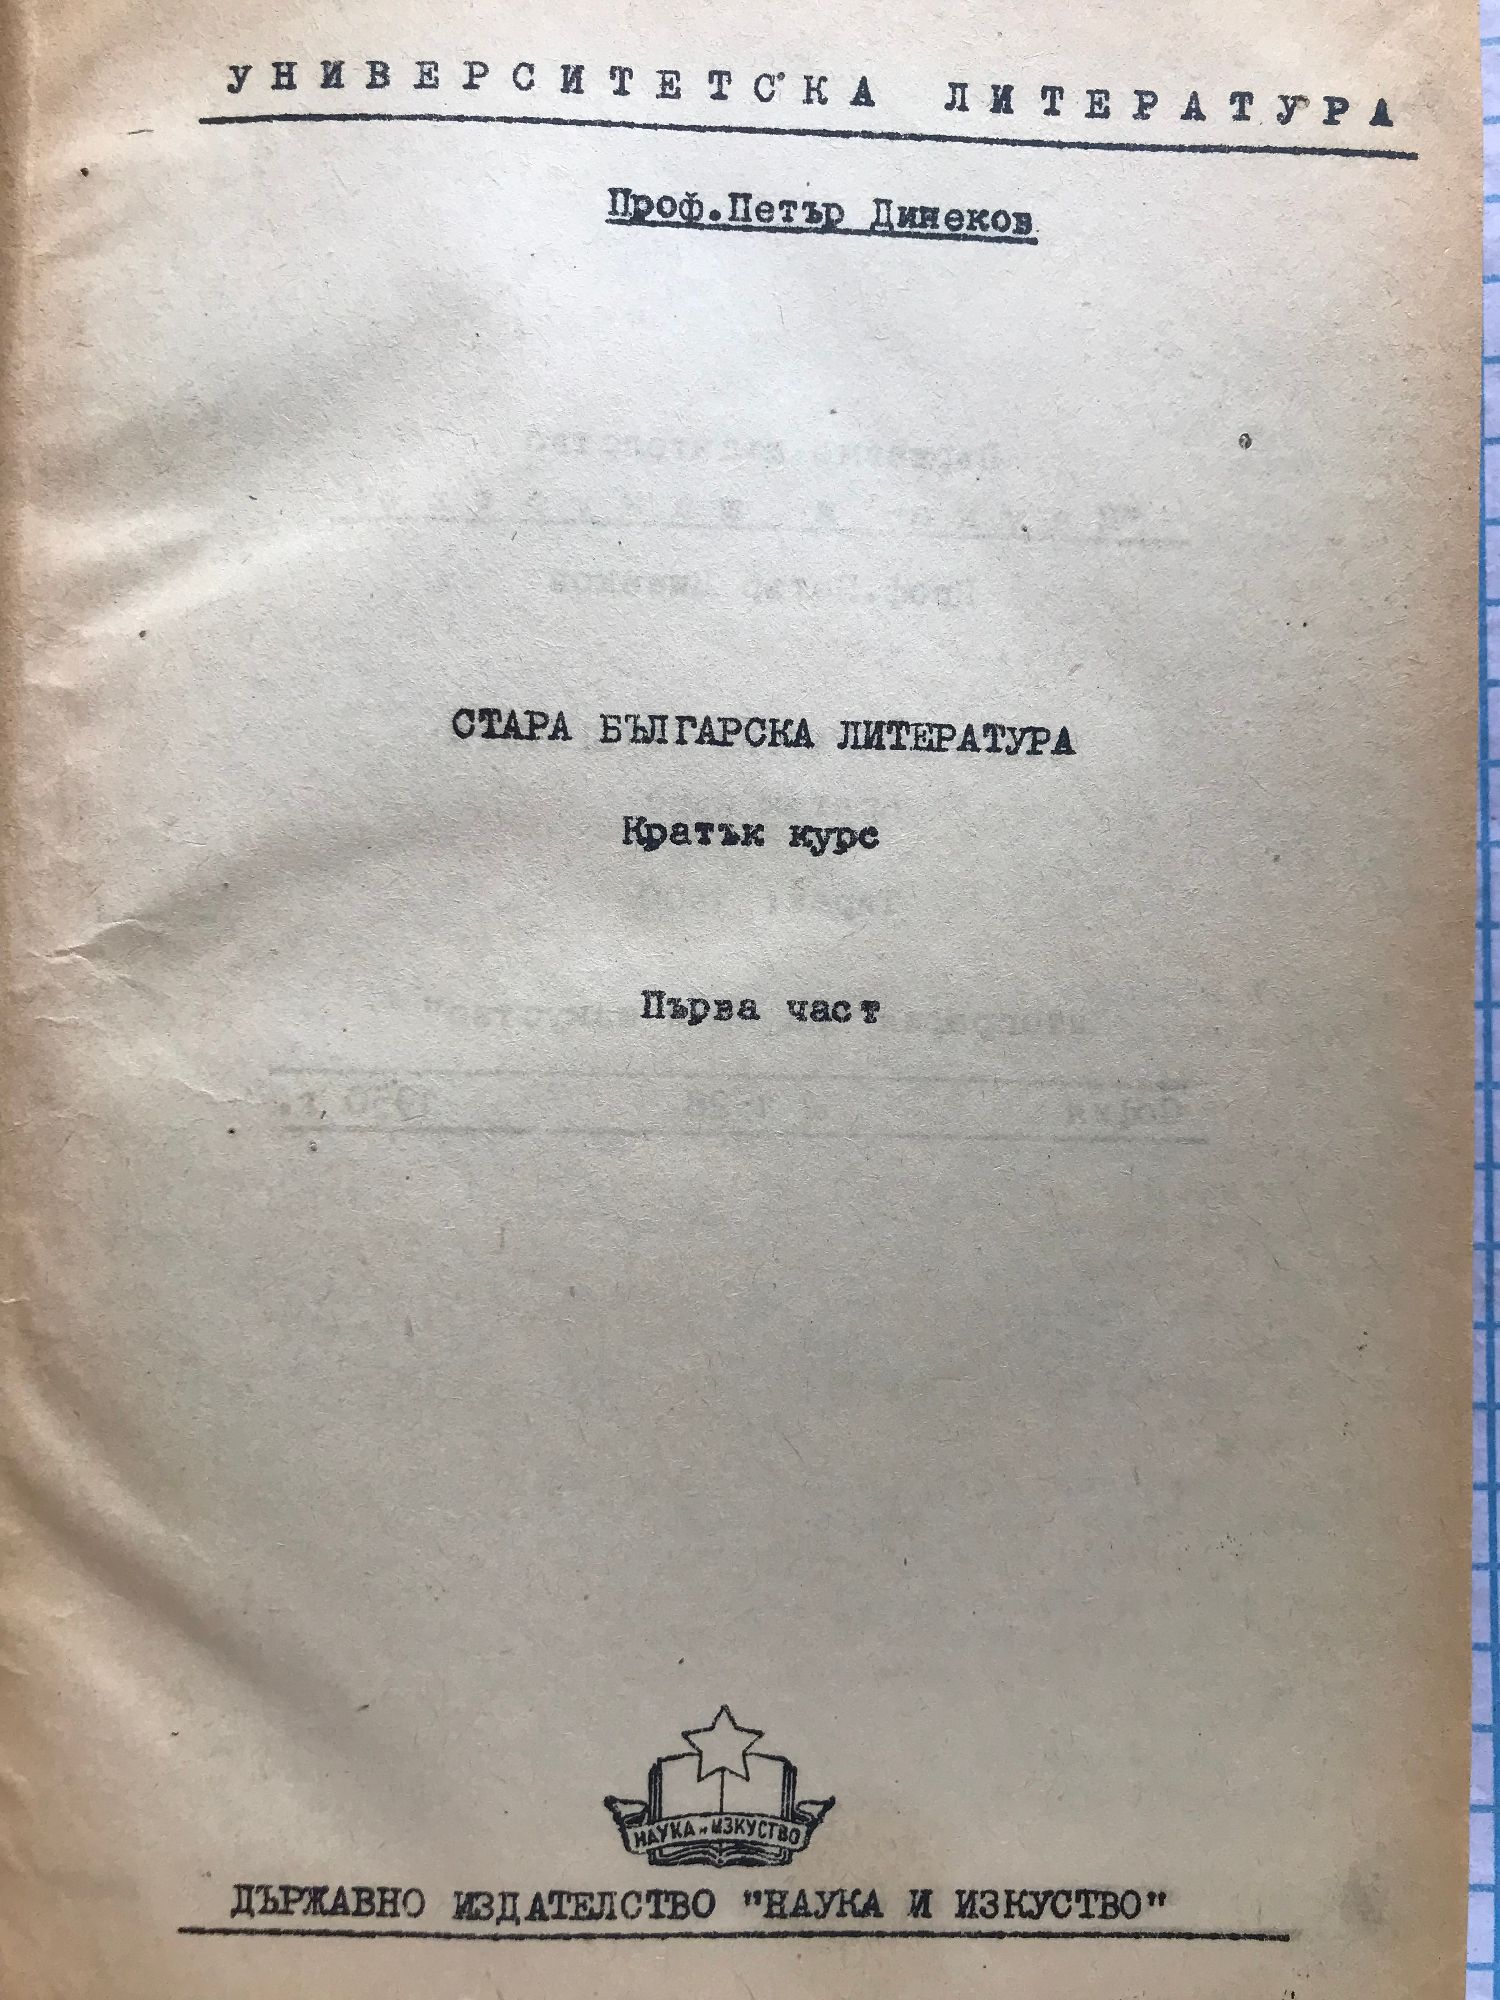 УНИВЕРСИТЕТСКА ЛИТЕРАТУРА
Проф.Петър Динеков
СТАРА БЪЛГАРСКА ЛИТЕРАТУРА
Кратък курс
Първа част
НАУКА и ИЗКУСТВО
ДЪРЖАВНО ИЗДАТЕЛСТВО "НАУКА И ИЗКУСТВО"